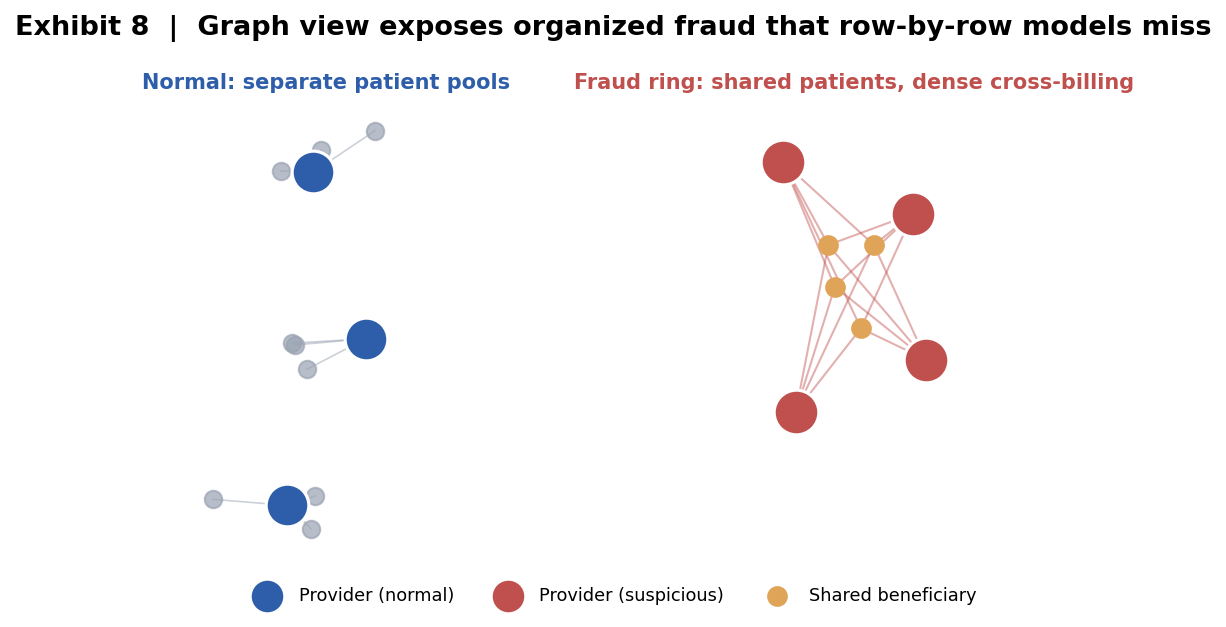 Exhibit 8 | Graph view exposes organized fraud that row-by-row models miss
Normal: separate patient pools
Fraud ring: shared patients, dense cross-billing
Provider (normal)
Provider (suspicious)
Shared beneficiary